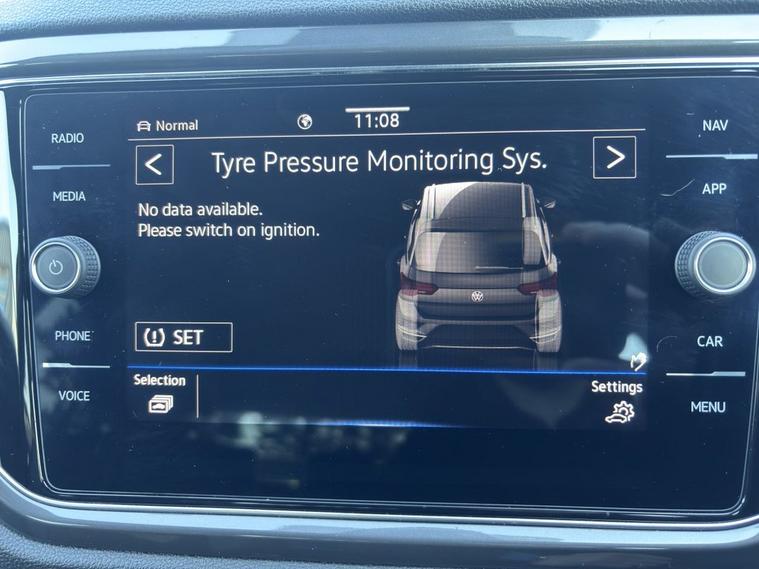 RADIO
MEDIA
PHONE
VOICE
Normal
11:08
Tyre Pressure Monitoring Sys.
No data available.
Please switch on ignition.
SET
Selection
Settings
NAV
APP
CAR
MENU